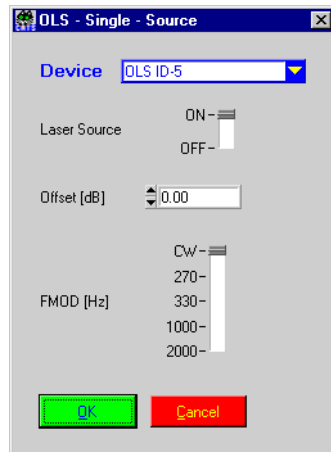 OLS - Single - Source
Device OLS ID-5
Laser Source
ON
OFF
Offset [dB] 0.00
FMOD [Hz]
CW
270
330
1000
2000
OK Cancel